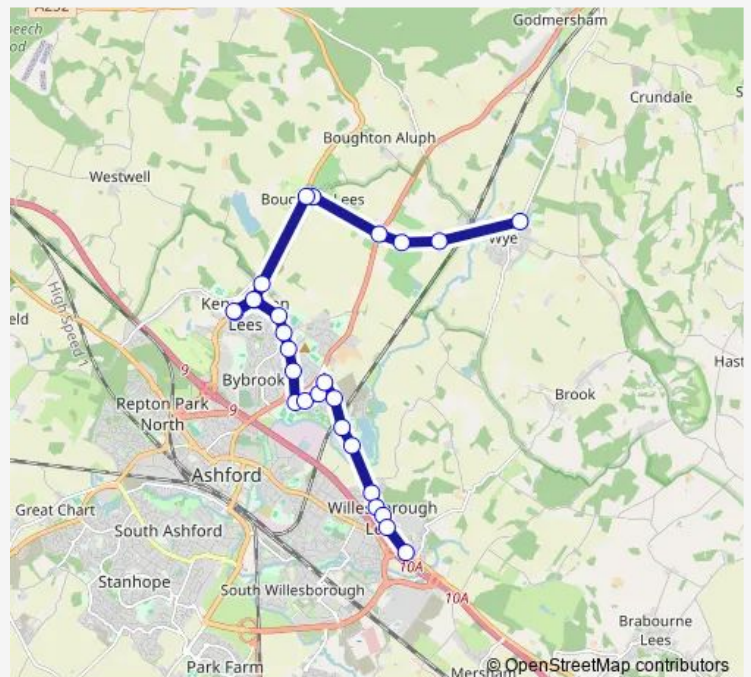 A252
Godmersham
Crundale
Boughton Aluph
Westwell
Lees
Wye
High Speed 1
Lees
9
Bybrook
Repton Park
North
9
Brook
Ashford
Great Chart
South Ashford
Stanhope
10A
South Willesborough
10A
Brabourne
Lees
Park Farm
© OpenStreetMap contributors